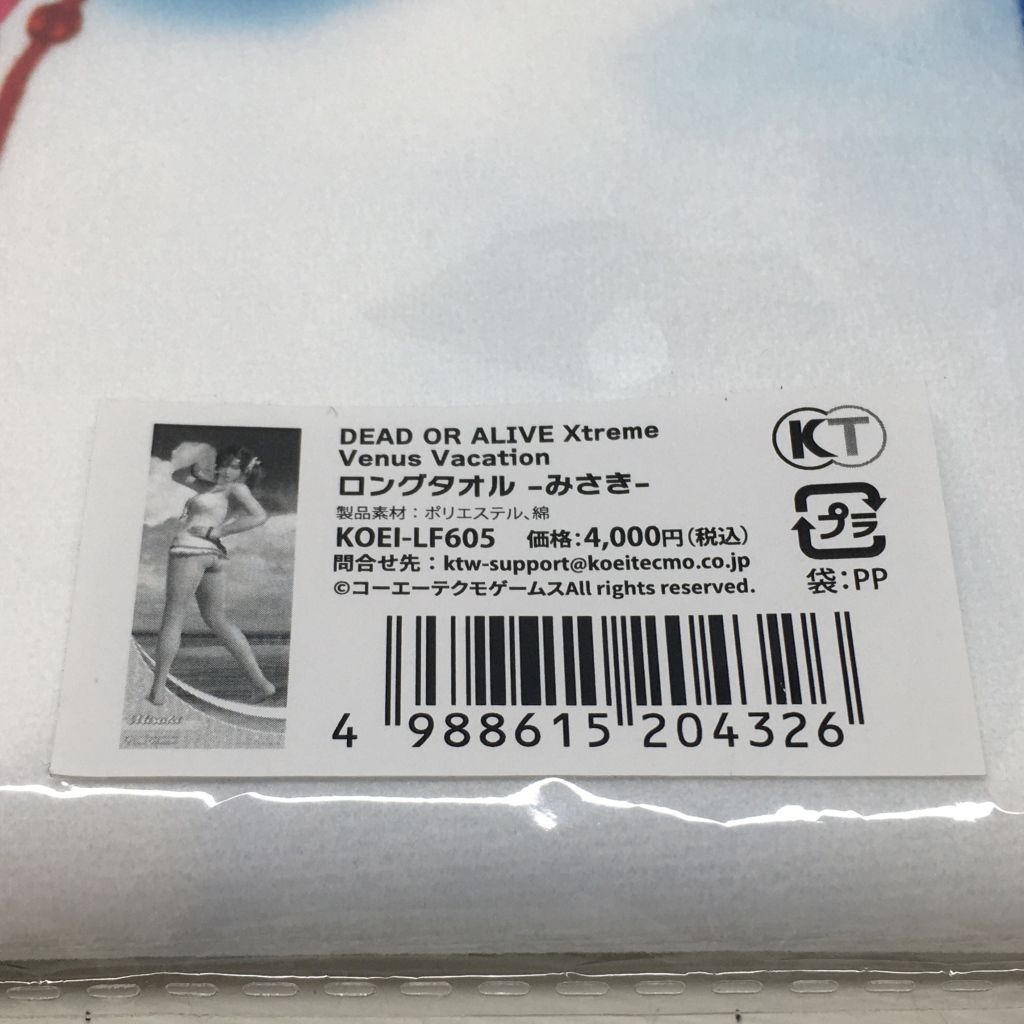 DEAD OR ALIVE Xtreme
Venus Vacation
ロングタオル -みさき-
製品素材：ポリエステル、綿
KOEI-LF605 価格:4,000円(税込)
問合せ先：ktw-support@koeitecmo.co.jp
©コーエーテクモゲームスAll rights reserved.
KT
プラ
袋:PP
Misaki
4 988615 204326